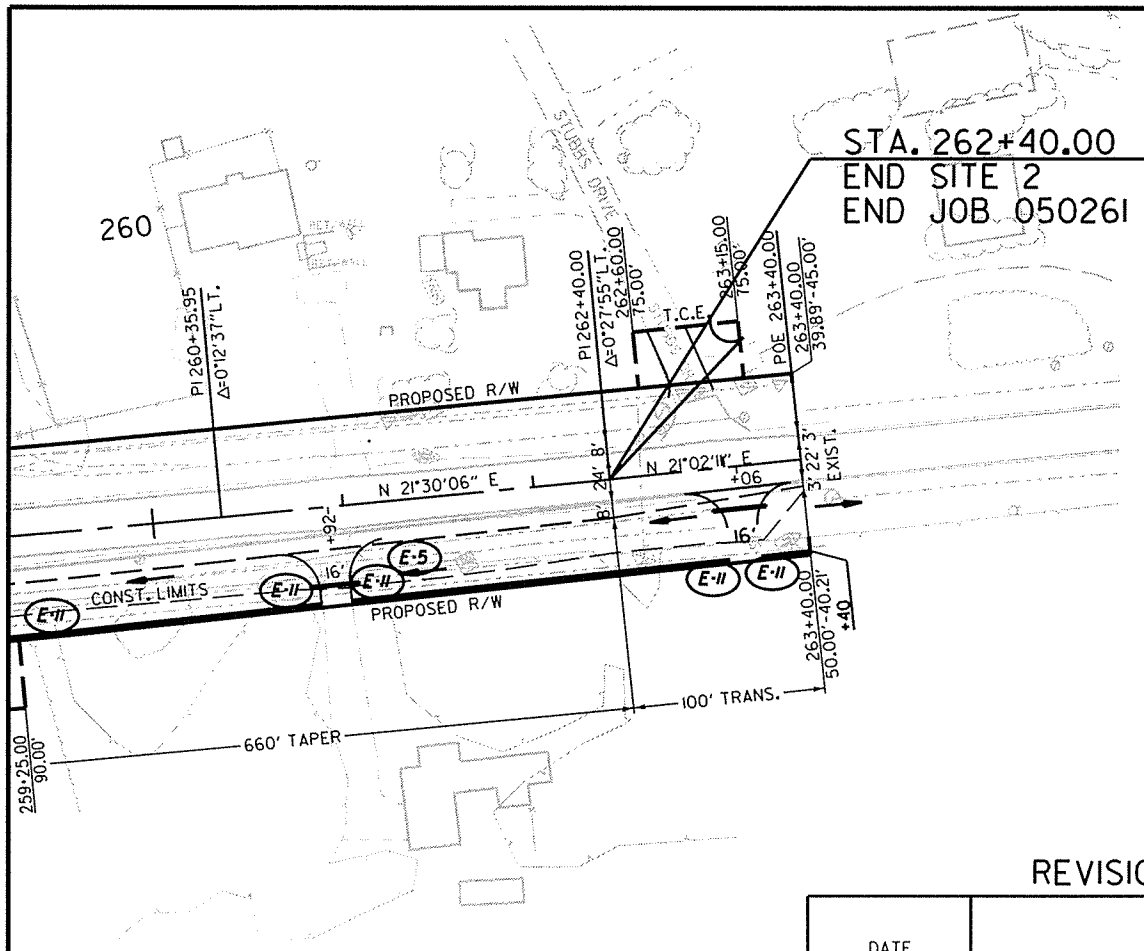 STA. 262+40.00
END SITE 2
END JOB 050261
STUBBS DRIVE
260
PI 260+35.95
Δ=0°12'37"LT.
PI 262+40.00
Δ=0°27'55"LT.
262+60.00
75.00'
T.C.E.
263+15.00
75.00'
POE 263+40.00
263+40.00
39.89'-45.00'
PROPOSED R/W
N 21°30'06" E
8' 24' 8'
N 21°02'11" E
+06
3' 22' 3'
EXIST.
+92
16'
16'
E-5
E-11
E-11
E-11
E-11
E-11
CONST. LIMITS
PROPOSED R/W
263+40.00
50.00'-40.21'
+40
100' TRANS.
660' TAPER
259+25.00
90.00'
REVISIO
DATE